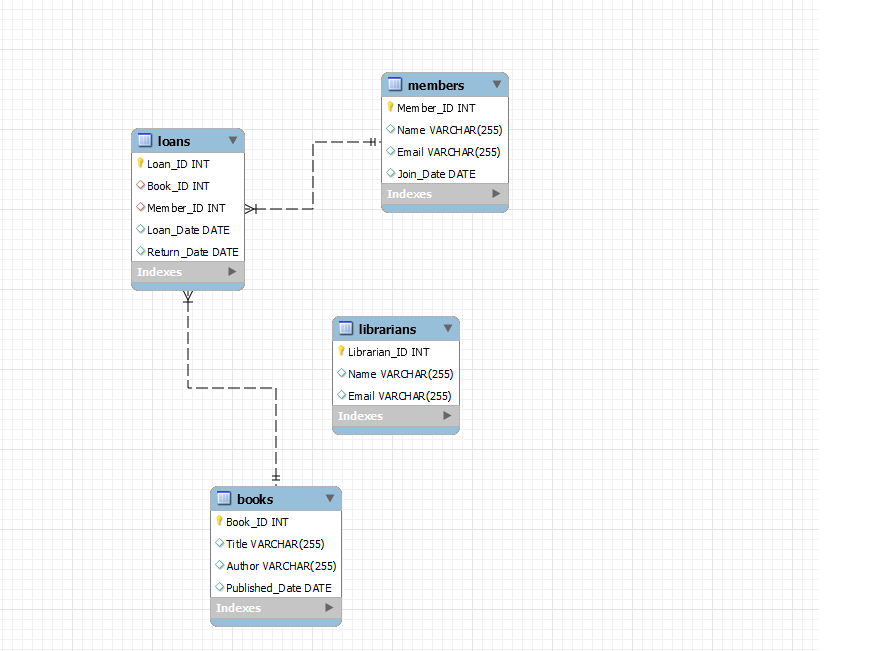 members
Member_ID INT
Name VARCHAR(255)
Email VARCHAR(255)
Join_Date DATE
Indexes
loans
Loan_ID INT
Book_ID INT
Member_ID INT
Loan_Date DATE
Return_Date DATE
Indexes
librarians
Librarian_ID INT
Name VARCHAR(255)
Email VARCHAR(255)
Indexes
books
Book_ID INT
Title VARCHAR(255)
Author VARCHAR(255)
Published_Date DATE
Indexes